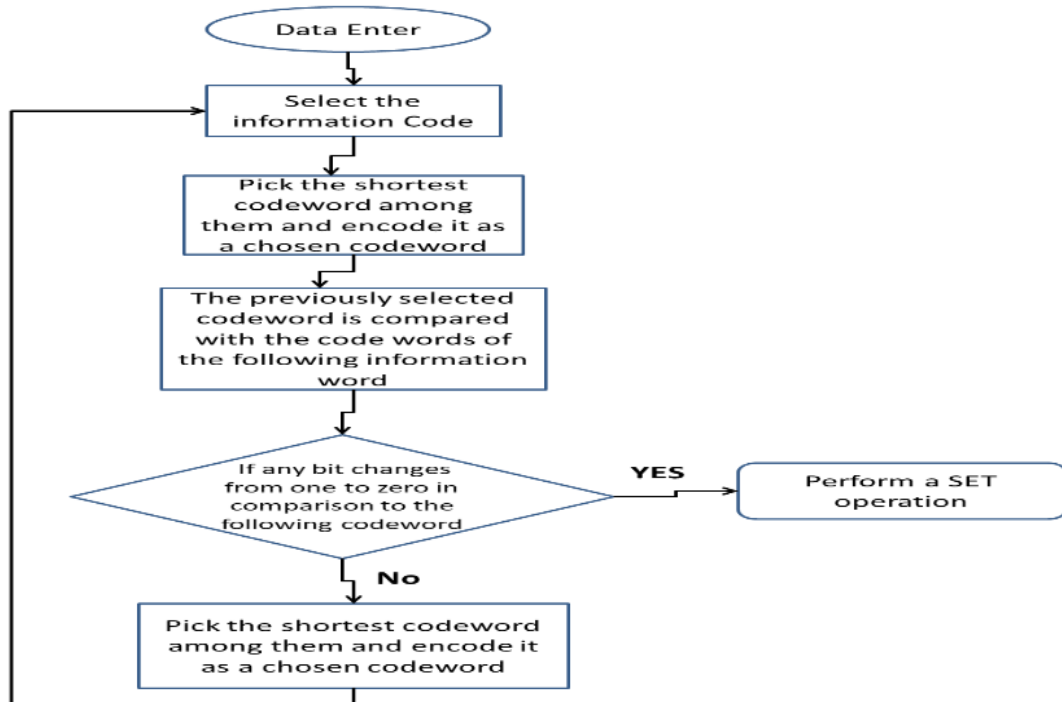 Data Enter
Select the
information Code
Pick the shortest
codeword among
them and encode it as
a chosen codeword
The previously selected
codeword is compared
with the code words of
the following information
word
If any bit changes
from one to zero in
comparison to the
following codeword
YES
Perform a SET
operation
No
Pick the shortest codeword
among them and encode it
as a chosen codeword